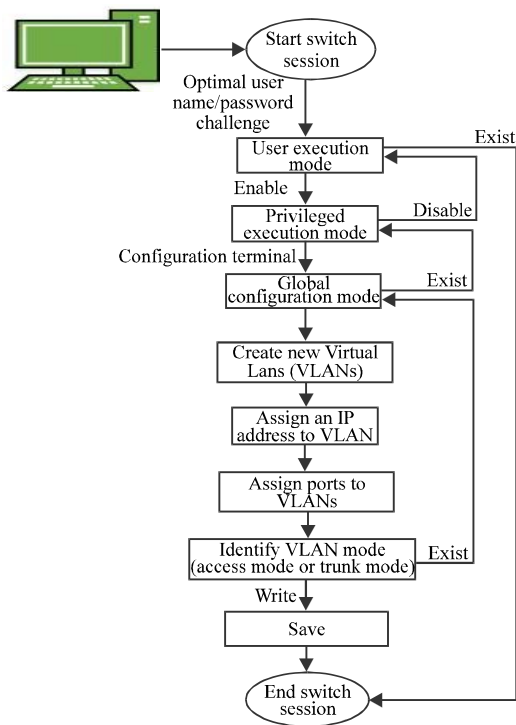 Start switch
session
Optimal user
name/password
challenge
Exist
User execution
mode
Enable
Disable
Privileged
execution mode
Configuration terminal
Global
configuration mode
Exist
Create new Virtual
Lans (VLANs)
Assign an IP
address to VLAN
Assign ports to
VLANs
Identify VLAN mode
(access mode or trunk mode)
Exist
Write
Save
End switch
session